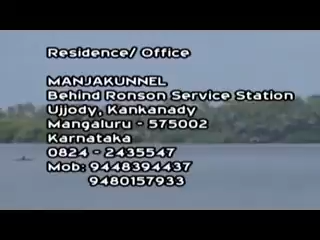 Residence/ Office
MANJAKUNNEL
Behind Ronson Service Station
Ujjody, Kankanady
Mangaluru - 575002
Karnataka
0824 - 2435547
Mob: 9448394437
9480157933